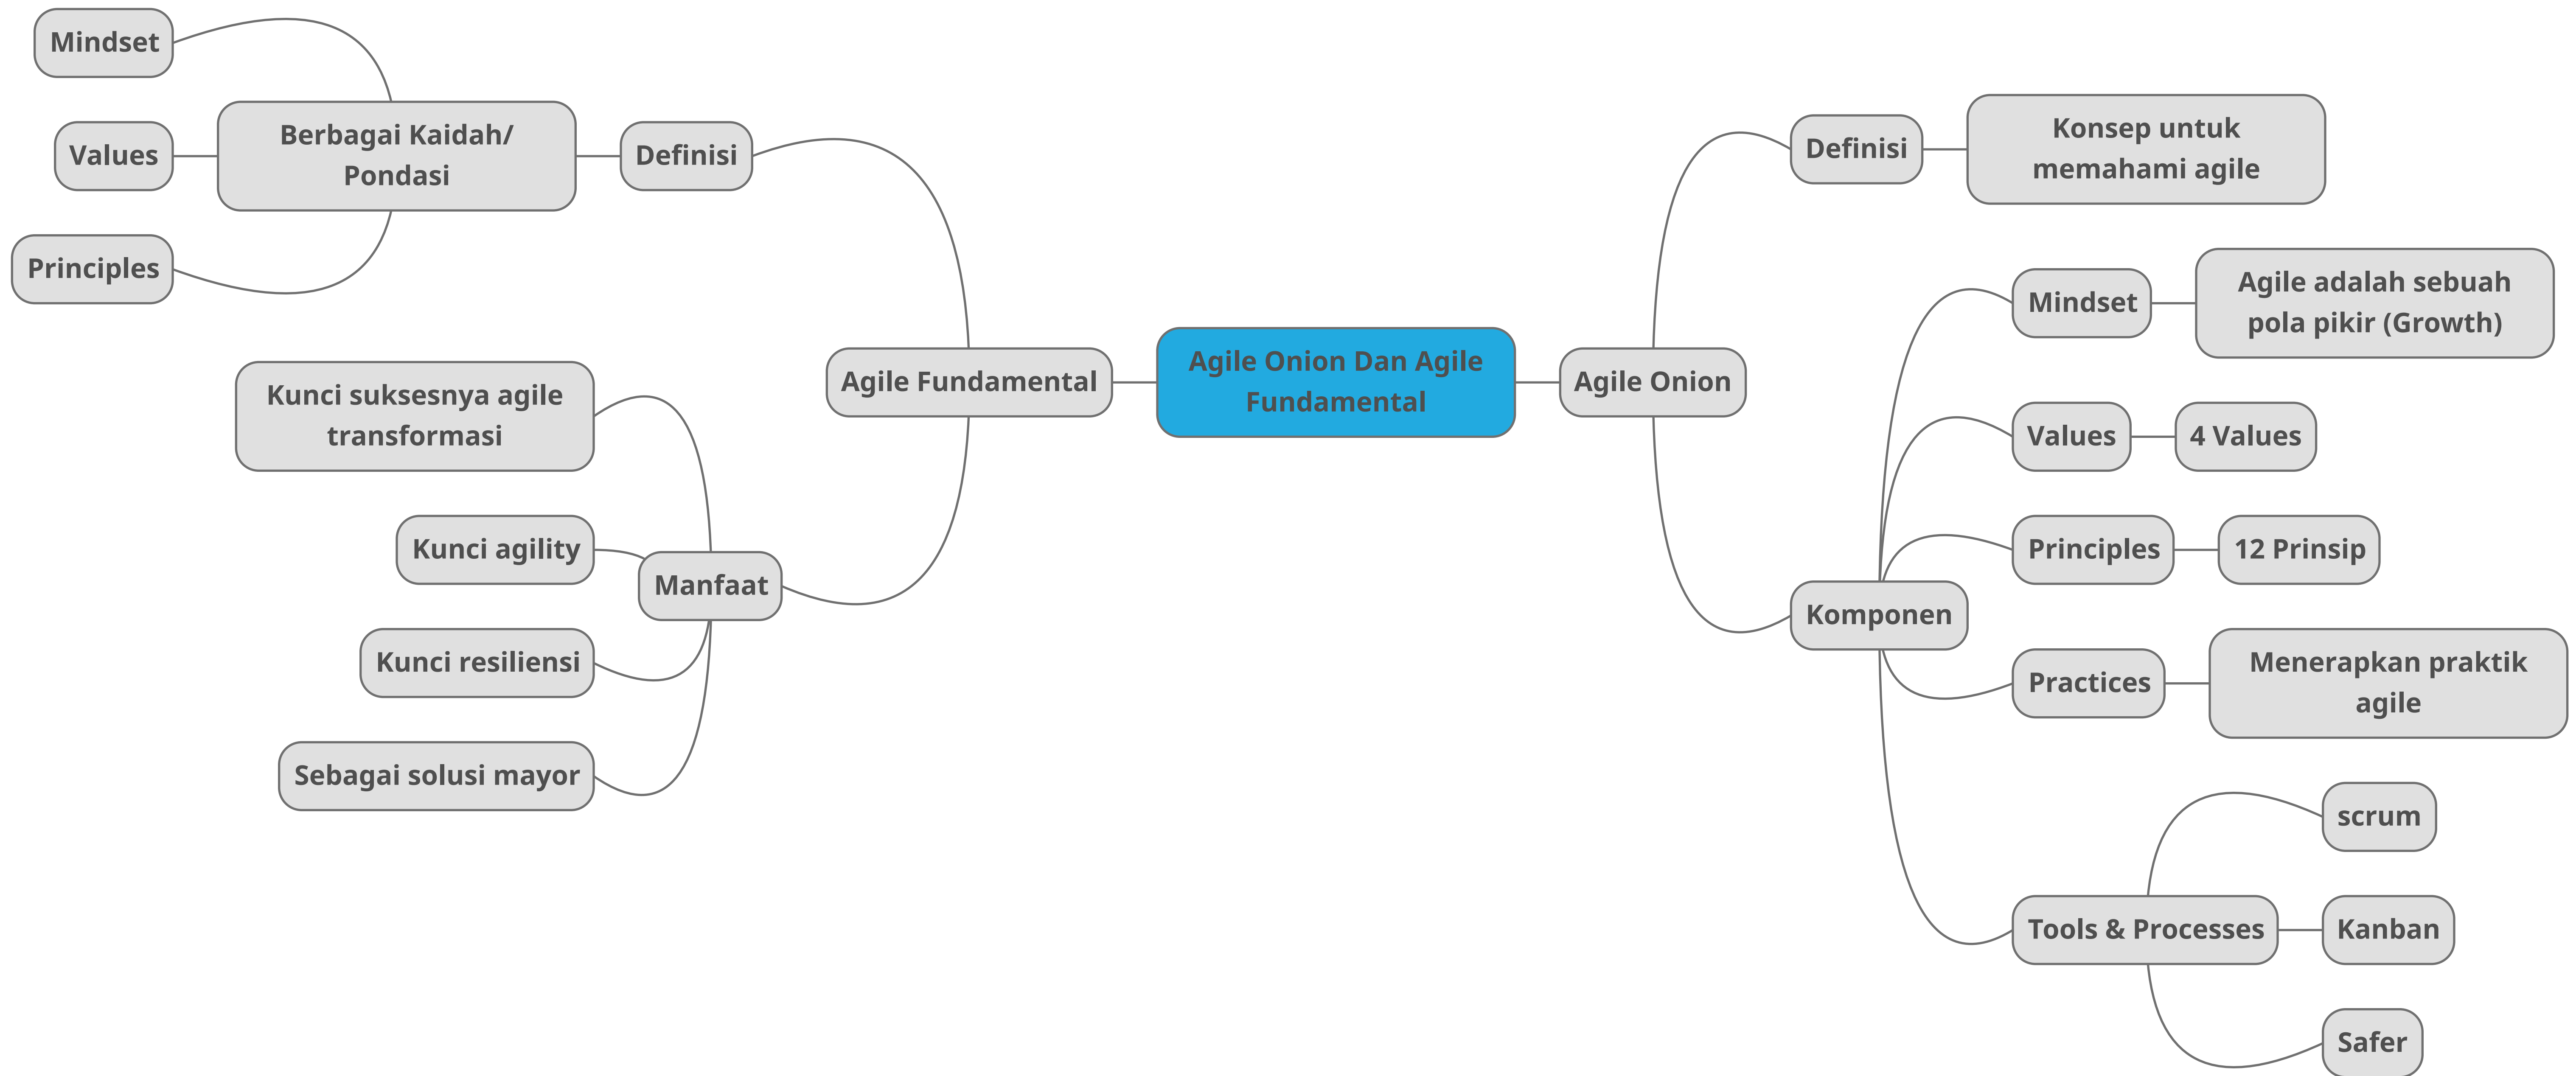 Agile Onion Dan Agile
Fundamental
Agile Fundamental
Definisi
Berbagai Kaidah/
Pondasi
Mindset
Values
Principles
Manfaat
Kunci suksesnya agile
transformasi
Kunci agility
Kunci resiliensi
Sebagai solusi mayor
Agile Onion
Definisi
Konsep untuk
memahami agile
Komponen
Mindset
Agile adalah sebuah
pola pikir (Growth)
Values
4 Values
Principles
12 Prinsip
Practices
Menerapkan praktik
agile
Tools & Processes
scrum
Kanban
Safer